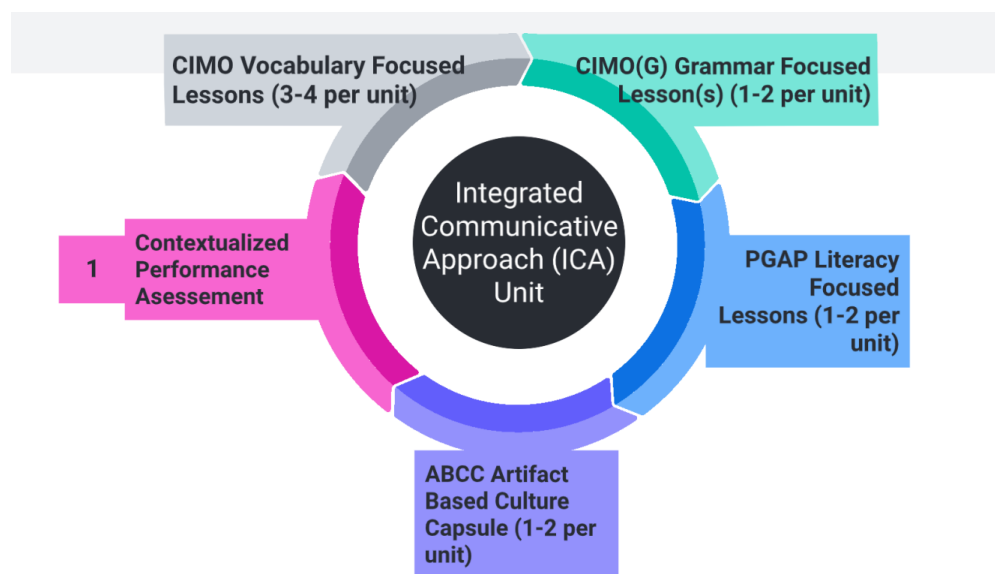 CIMO Vocabulary Focused
Lessons (3-4 per unit)
CIMO(G) Grammar Focused
Lesson(s) (1-2 per unit)
Integrated
Communicative
Approach (ICA)
Unit
1
Contextualized
Performance
Asessement
PGAP Literacy
Focused
Lessons (1-2 per
unit)
ABCC Artifact
Based Culture
Capsule (1-2 per
unit)